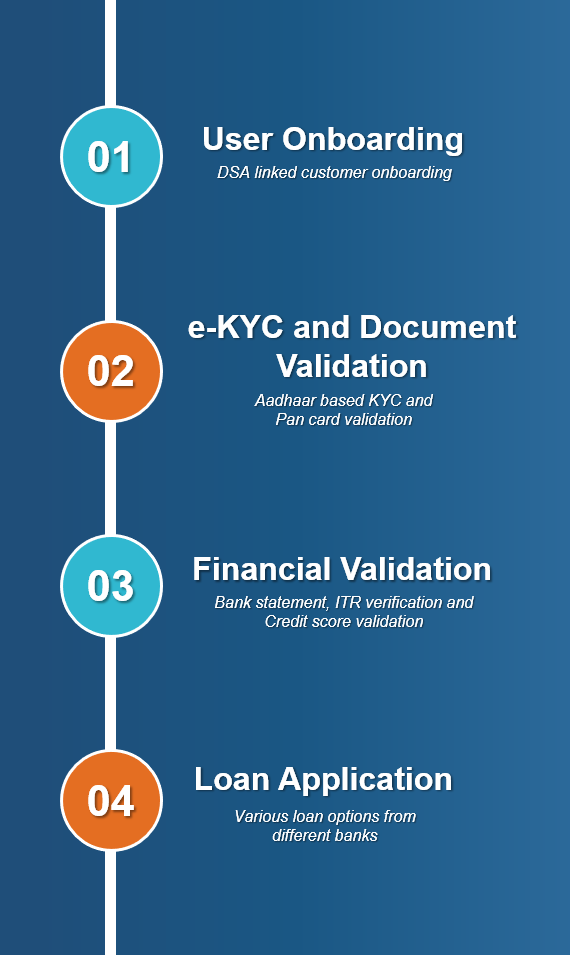 01
User Onboarding
DSA linked customer onboarding
02
e-KYC and Document
Validation
Aadhaar based KYC and
Pan card validation
03
Financial Validation
Bank statement, ITR verification and
Credit score validation
04
Loan Application
Various loan options from
different banks